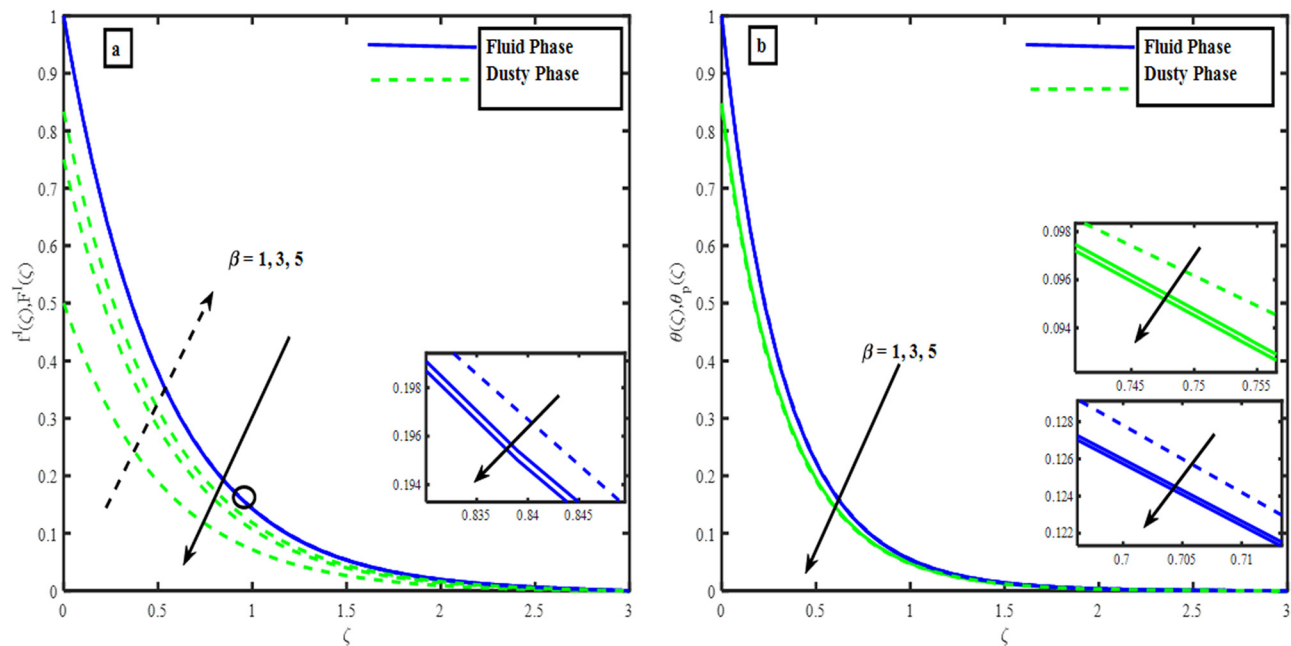 a
Fluid Phase
Dusty Phase
β = 1, 3, 5
f^I(ζ),F^I(ζ)
1
0.9
0.8
0.7
0.6
0.5
0.4
0.3
0.2
0.1
0
0.198
0.196
0.194
0.835 0.84 0.845
0 0.5 1 1.5 2 2.5 3
ζ
b
Fluid Phase
Dusty Phase
β = 1, 3, 5
θ(ζ),θ_p(ζ)
1
0.9
0.8
0.7
0.6
0.5
0.4
0.3
0.2
0.1
0
0.098
0.096
0.094
0.745 0.75 0.755
0.128
0.126
0.124
0.122
0.7 0.705 0.71
0 0.5 1 1.5 2 2.5 3
ζ